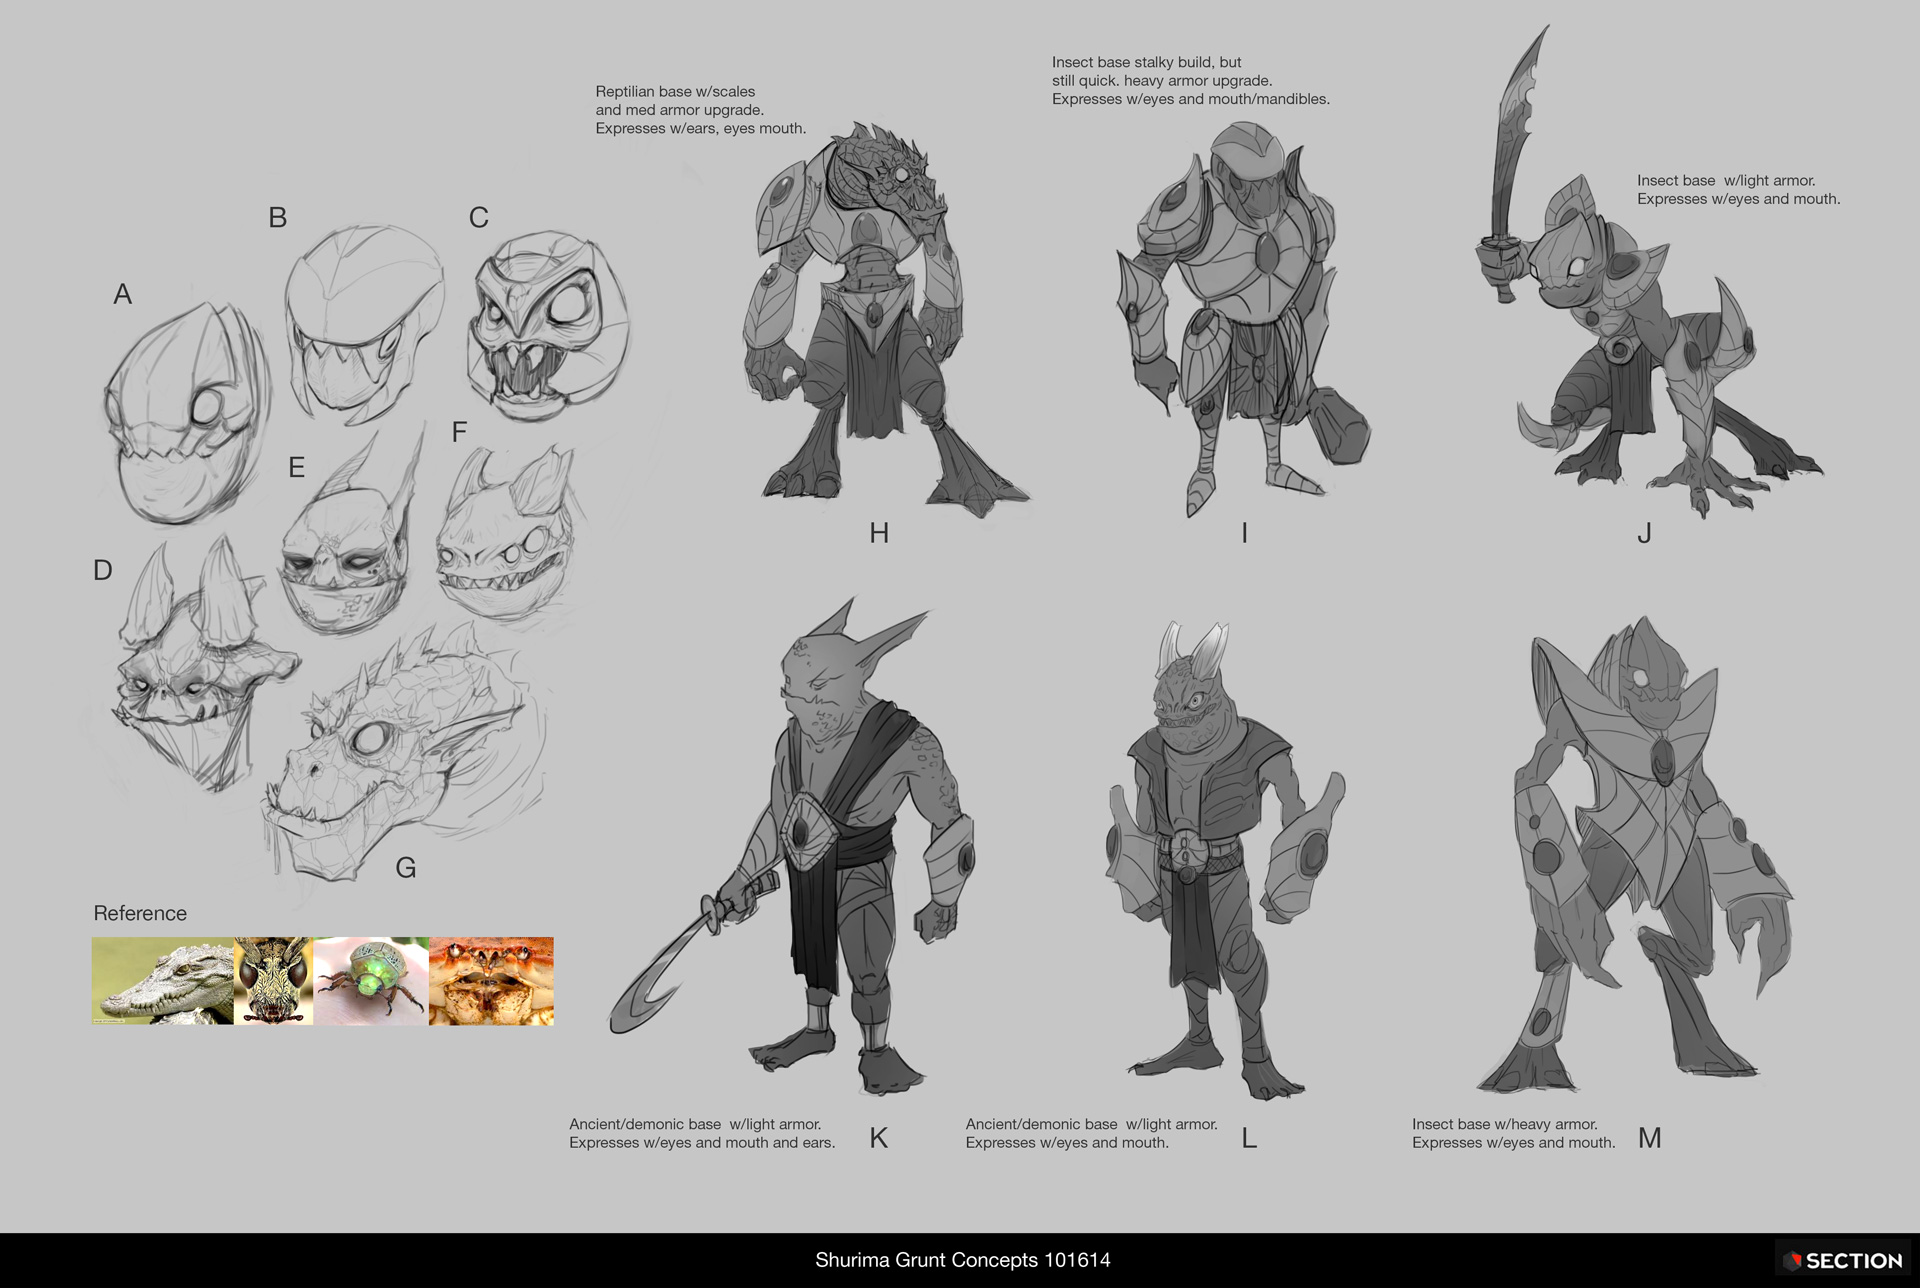 Reptilian base w/scales
and med armor upgrade.
Expresses w/ears, eyes mouth.
Insect base stalky build, but
still quick. heavy armor upgrade.
Expresses w/eyes and mouth/mandibles.
Insect base  w/light armor.
Expresses w/eyes and mouth.
A
B
C
D
E
F
G
H
I
J
Reference
Ancient/demonic base  w/light armor.
Expresses w/eyes and mouth and ears.
K
Ancient/demonic base  w/light armor.
Expresses w/eyes and mouth.
L
Insect base w/heavy armor.
Expresses w/eyes and mouth.
M
Shurima Grunt Concepts 101614
SECTION